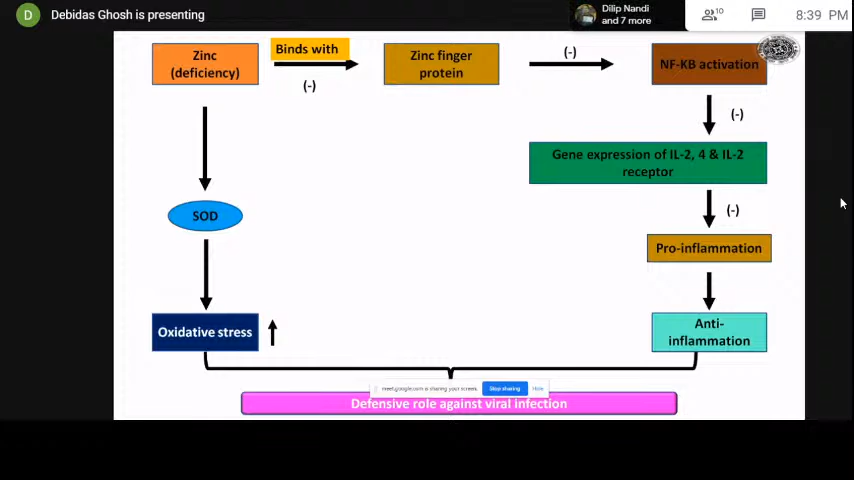 D Debidas Ghosh is presenting
Dilip Nandi
and 7 more
10
8:39 PM
Zinc
(deficiency)
Binds with
(-)
Zinc finger
protein
(-)
NF-KB activation
(-)
Gene expression of IL-2, 4 & IL-2
receptor
(-)
SOD
Pro-inflammation
Oxidative stress
Anti-
inflammation
meet.google.com is sharing your screen. Stop sharing Hide
Defensive role against viral infection